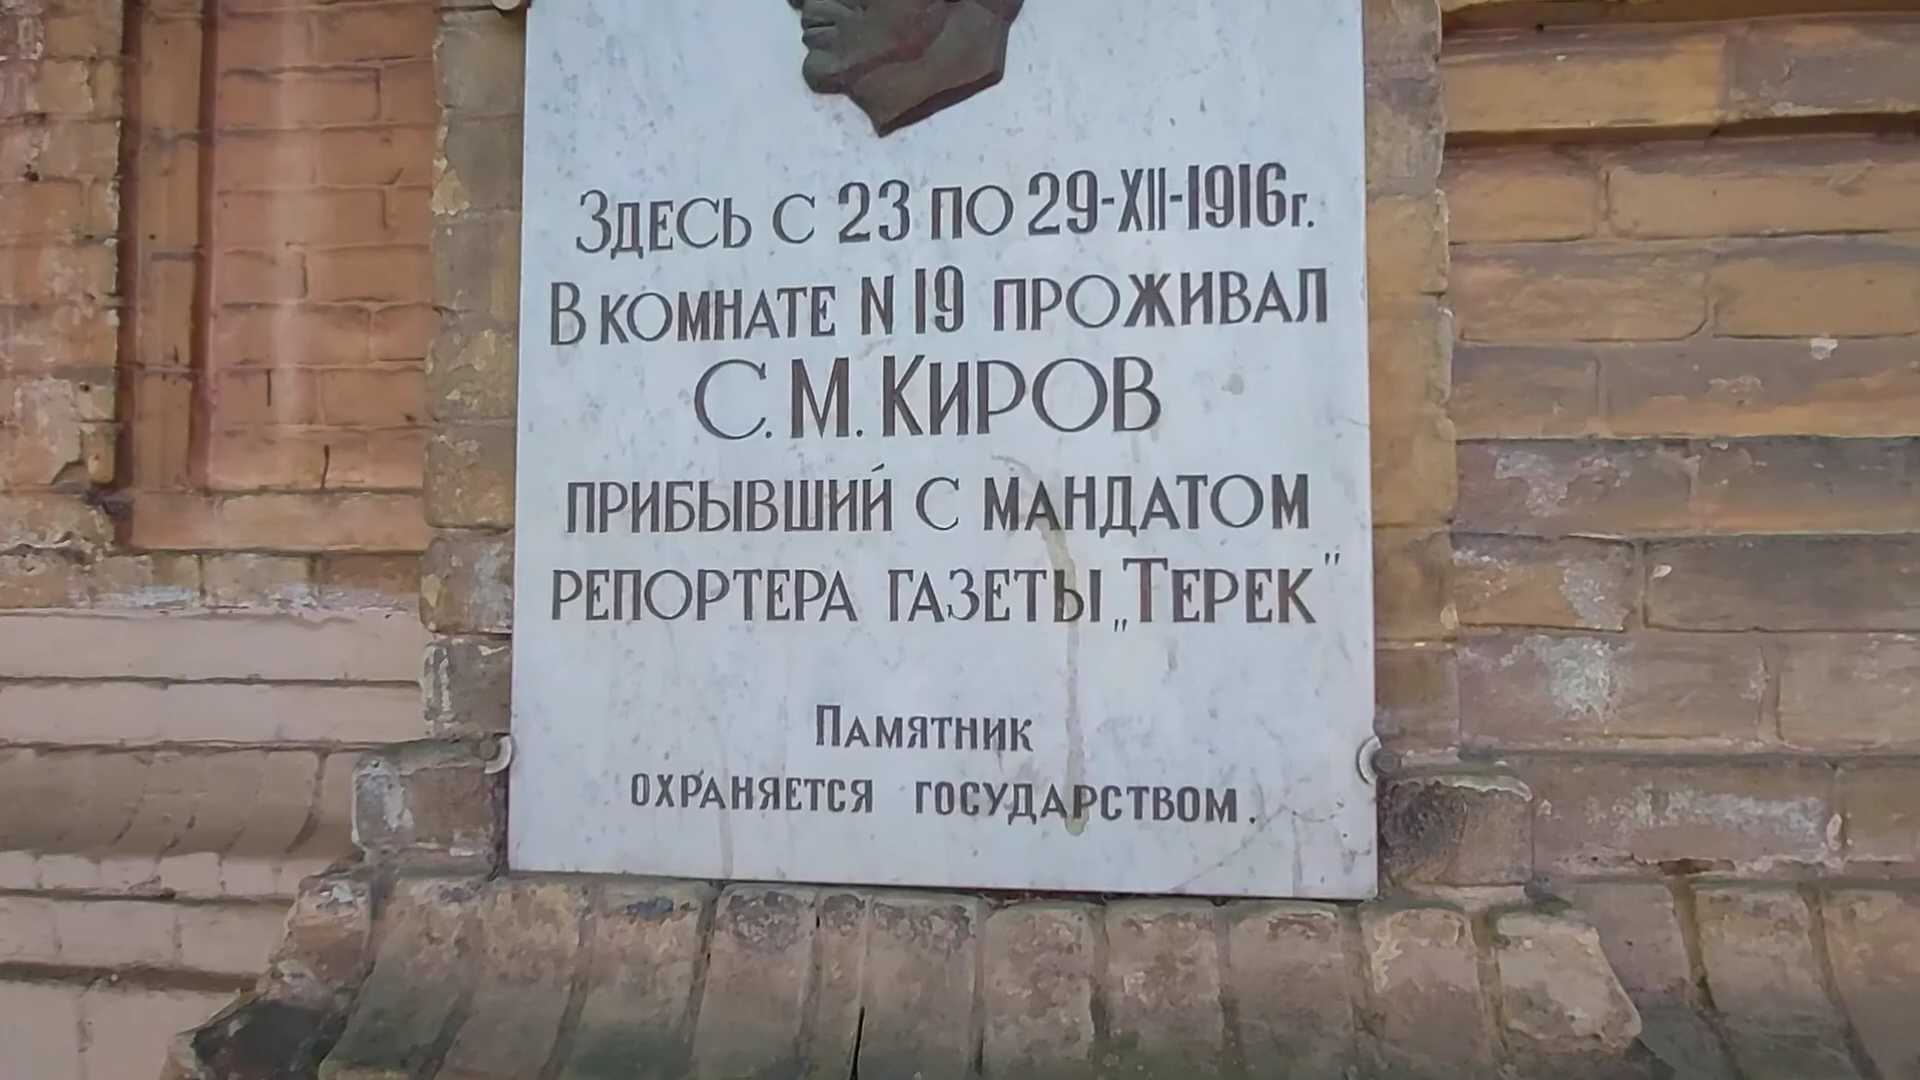 Здесь с 23 по 29-XII-1916г.
В комнате N 19 проживал
С. М. Киров
прибывший с мандатом
репортера газеты „Терек"
Памятник
охраняется государством.